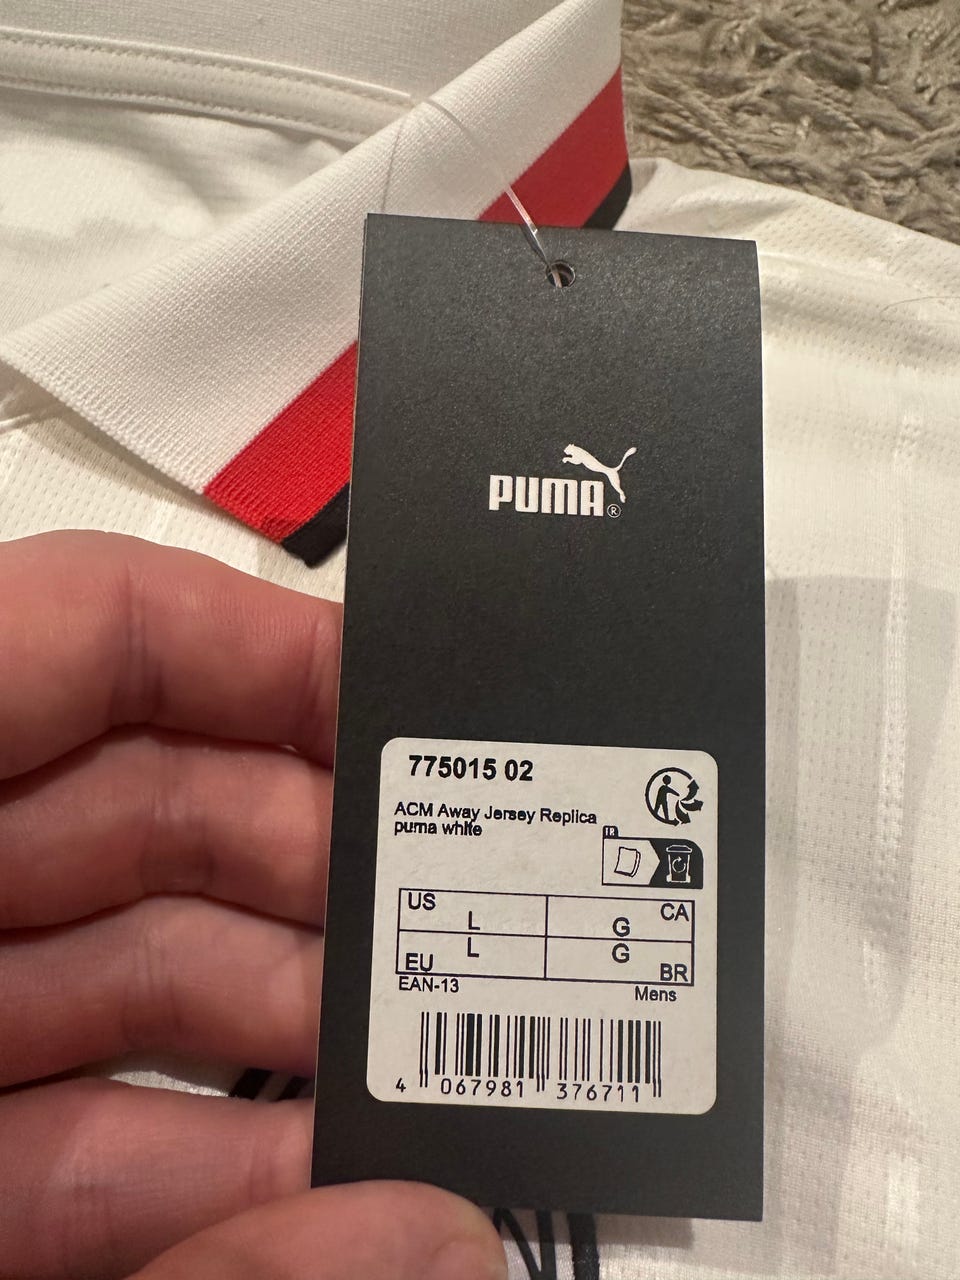 PUMA®
775015 02
ACM Away Jersey Replica
puma white
FR
US L G CA
EU L G BR
EAN-13 Mens
4 067981 376711